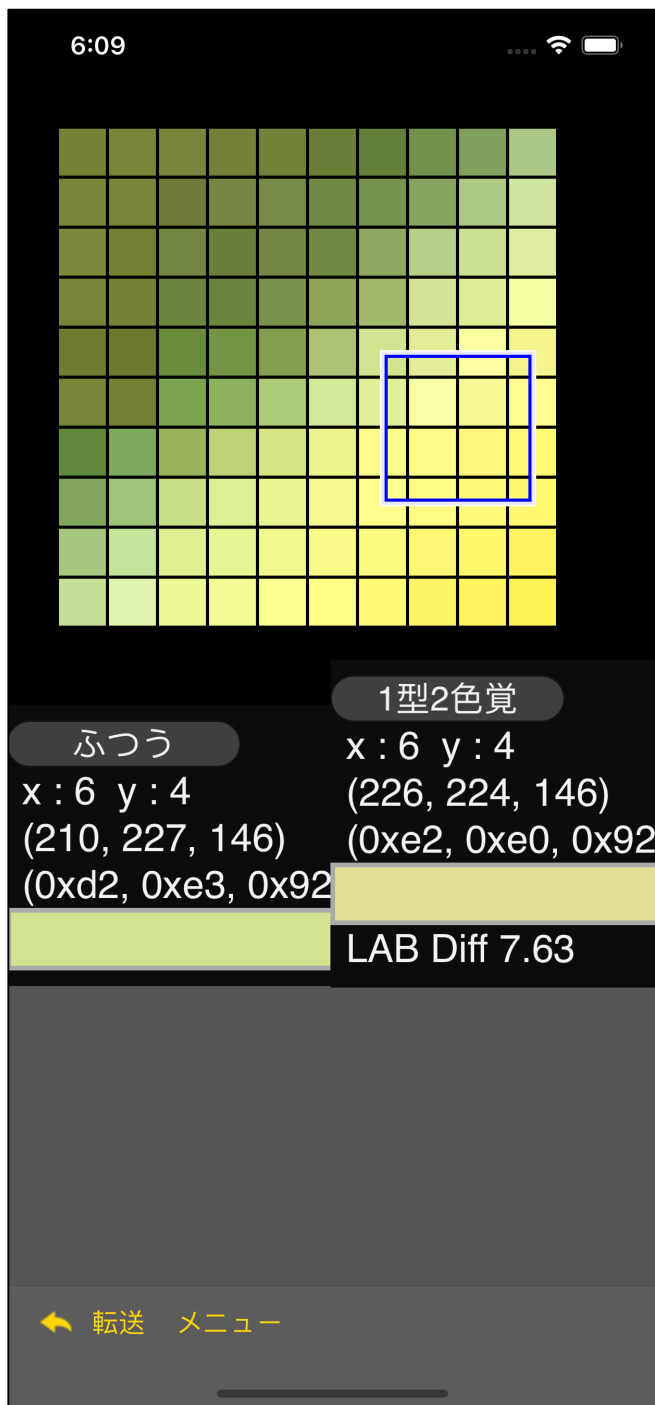 6:09
ふつう
x : 6  y : 4
(210, 227, 146)
(0xd2, 0xe3, 0x92
1型2色覚
x : 6  y : 4
(226, 224, 146)
(0xe2, 0xe0, 0x92
LAB Diff 7.63
転送 メニュー